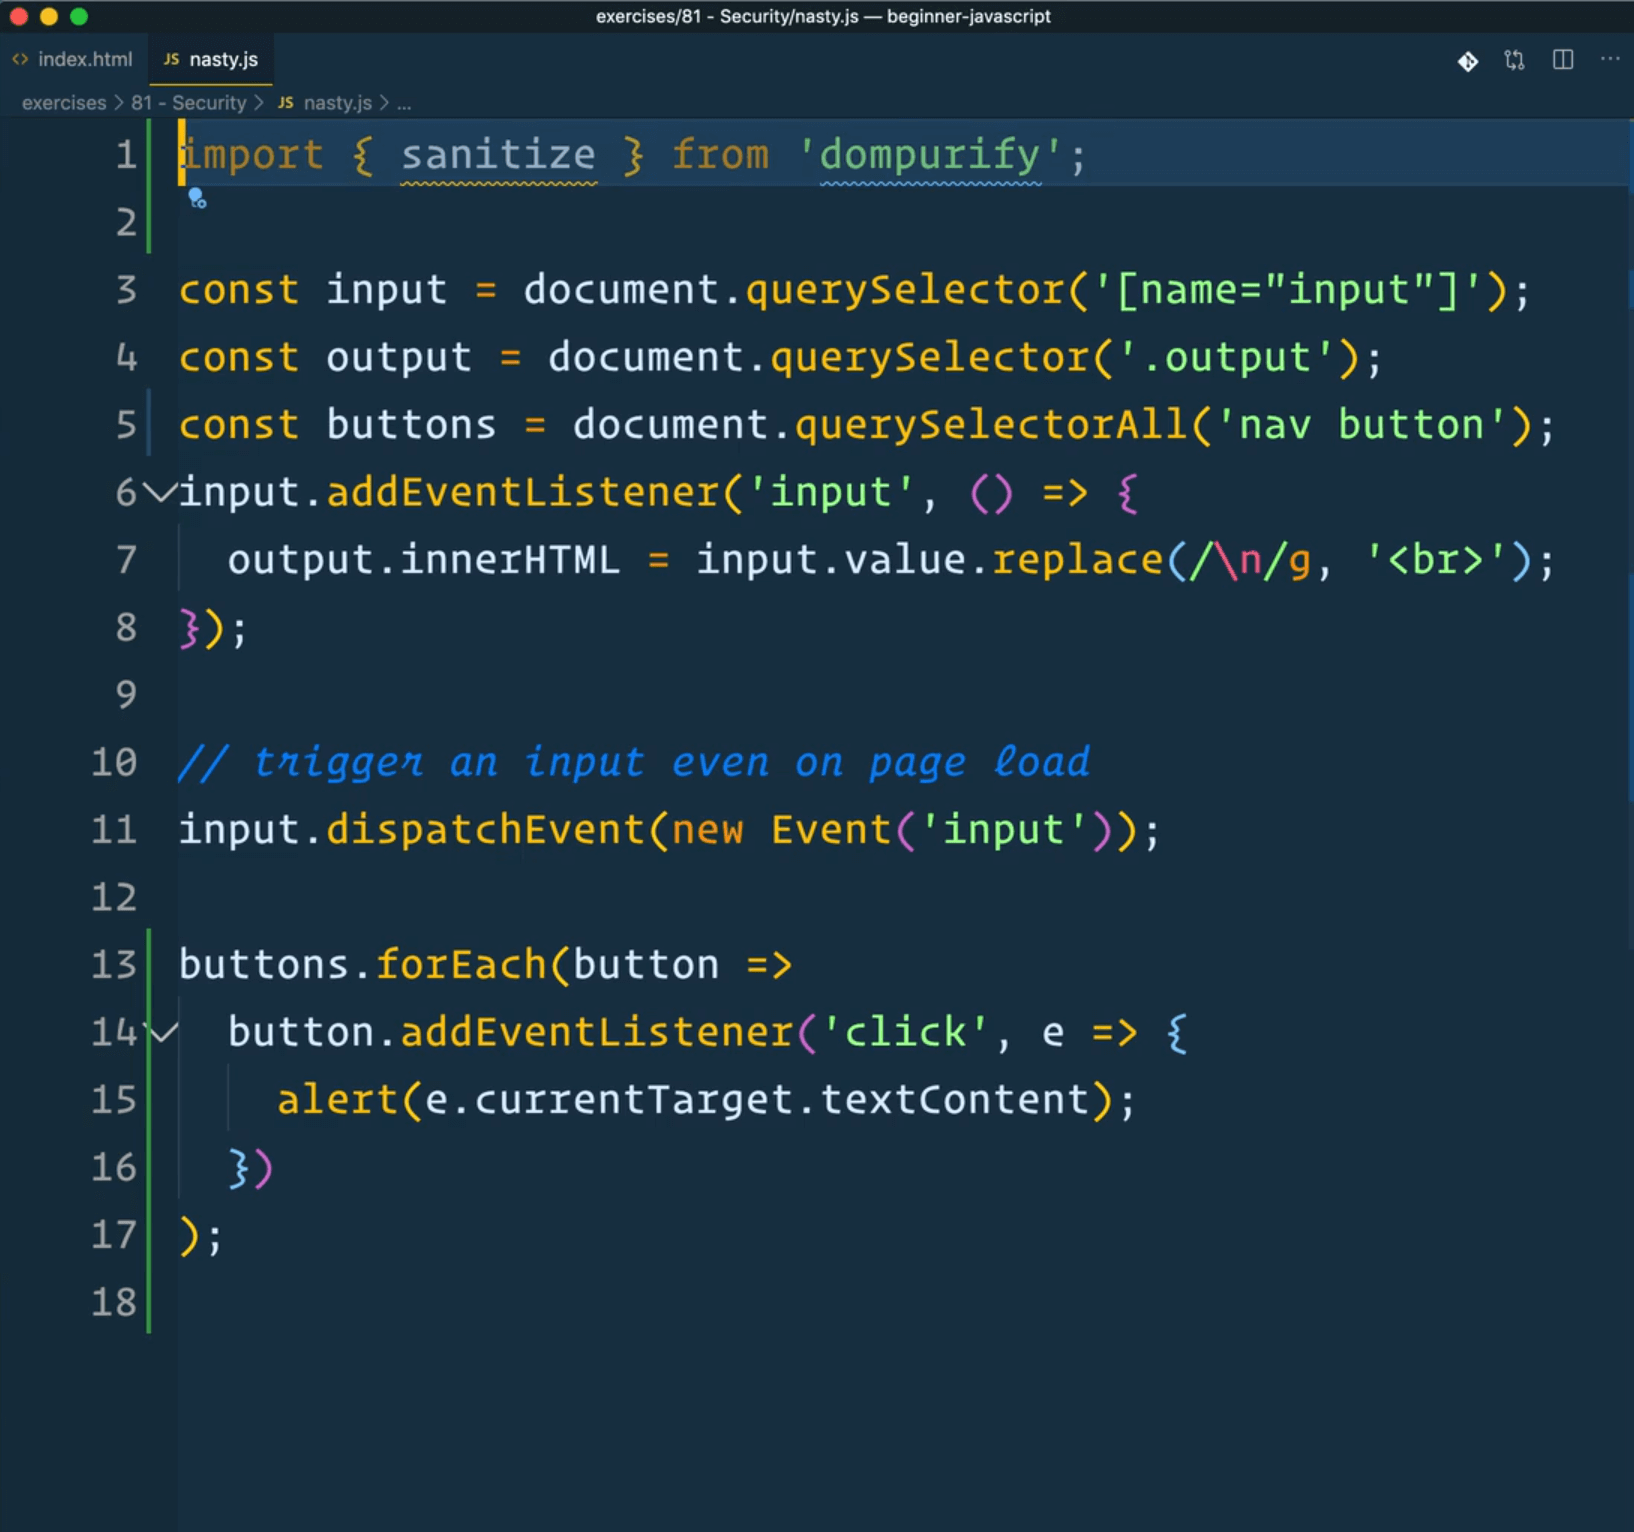 exercises/81 - Security/nasty.js — beginner-javascript
<> index.html JS nasty.js ...
exercises > 81 - Security > JS nasty.js > ...
1 import { sanitize } from 'dompurify';
2
3 const input = document.querySelector('[name="input"]');
4 const output = document.querySelector('.output');
5 const buttons = document.querySelectorAll('nav button');
6 input.addEventListener('input', () => {
7 output.innerHTML = input.value.replace(/\n/g, '<br>');
8 });
9
10 // trigger an input even on page load
11 input.dispatchEvent(new Event('input'));
12
13 buttons.forEach(button =>
14 button.addEventListener('click', e => {
15 alert(e.currentTarget.textContent);
16 })
17 );
18